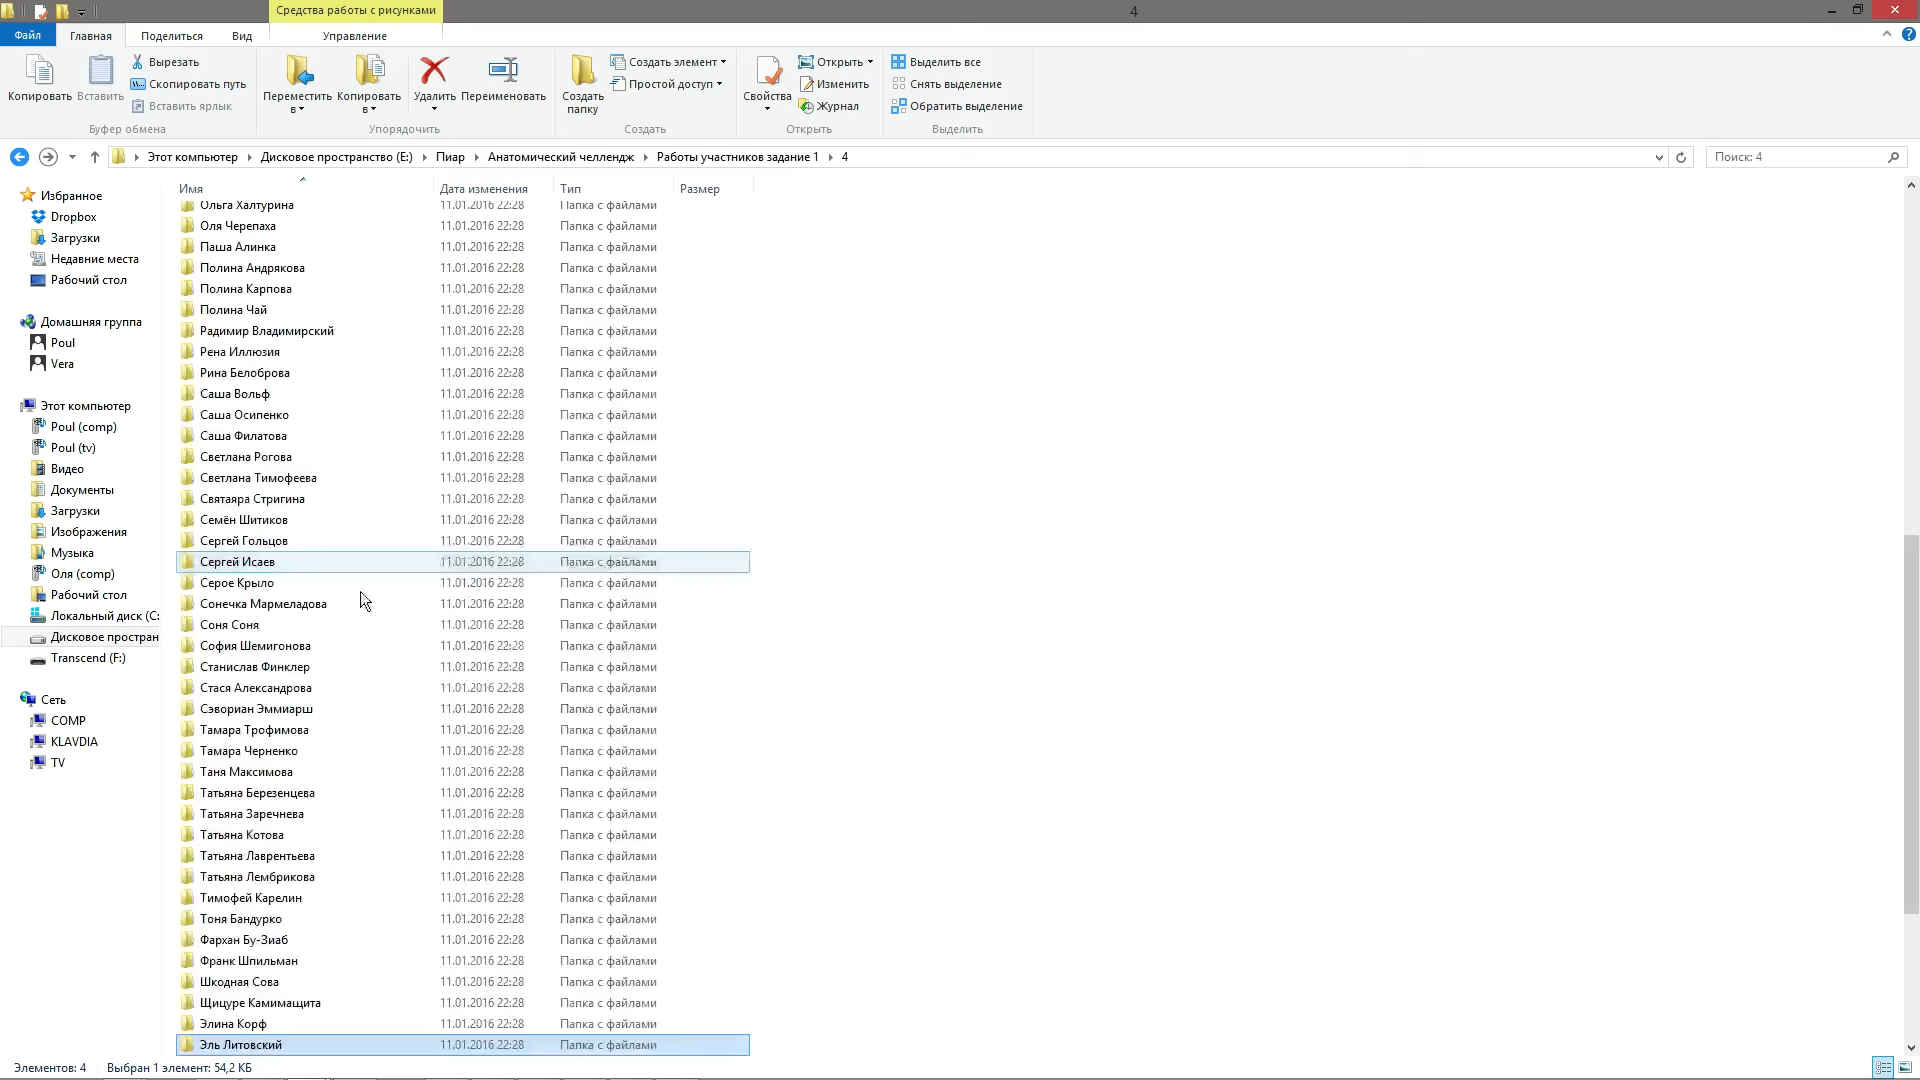 Средства работы с рисунками
4
Файл
Главная
Поделиться
Вид
Управление
Копировать
Вставить
Вырезать
Скопировать путь
Вставить ярлык
Буфер обмена
Переместить в
Копировать в
Удалить
Переименовать
Упорядочить
Создать папку
Создать элемент
Простой доступ
Создать
Свойства
Открыть
Изменить
Журнал
Открыть
Выделить все
Снять выделение
Обратить выделение
Выделить
Этот компьютер
Дисковое пространство (E:)
Пиар
Анатомический челлендж
Работы участников задание 1
4
Поиск: 4
Избранное
Dropbox
Загрузки
Недавние места
Рабочий стол
Домашняя группа
Poul
Vera
Этот компьютер
Poul (comp)
Poul (tv)
Видео
Документы
Загрузки
Изображения
Музыка
Оля (comp)
Рабочий стол
Локальный диск (C:
Дисковое простран
Transcend (F:)
Сеть
COMP
KLAVDIA
TV
Имя Дата изменения Тип Размер
Ольга Халтурина 11.01.2016 22:28 Папка с файлами
Оля Черепаха 11.01.2016 22:28 Папка с файлами
Паша Алинка 11.01.2016 22:28 Папка с файлами
Полина Андрякова 11.01.2016 22:28 Папка с файлами
Полина Карпова 11.01.2016 22:28 Папка с файлами
Полина Чай 11.01.2016 22:28 Папка с файлами
Радимир Владимирский 11.01.2016 22:28 Папка с файлами
Рена Иллюзия 11.01.2016 22:28 Папка с файлами
Рина Белоброва 11.01.2016 22:28 Папка с файлами
Саша Вольф 11.01.2016 22:28 Папка с файлами
Саша Осипенко 11.01.2016 22:28 Папка с файлами
Саша Филатова 11.01.2016 22:28 Папка с файлами
Светлана Рогова 11.01.2016 22:28 Папка с файлами
Светлана Тимофеева 11.01.2016 22:28 Папка с файлами
Святаяра Стригина 11.01.2016 22:28 Папка с файлами
Семён Шитиков 11.01.2016 22:28 Папка с файлами
Сергей Гольцов 11.01.2016 22:28 Папка с файлами
Сергей Исаев 11.01.2016 22:28 Папка с файлами
Серое Крыло 11.01.2016 22:28 Папка с файлами
Сонечка Мармеладова 11.01.2016 22:28 Папка с файлами
Соня Соня 11.01.2016 22:28 Папка с файлами
София Шемигонова 11.01.2016 22:28 Папка с файлами
Станислав Финклер 11.01.2016 22:28 Папка с файлами
Стася Александрова 11.01.2016 22:28 Папка с файлами
Сэвориан Эммиарш 11.01.2016 22:28 Папка с файлами
Тамара Трофимова 11.01.2016 22:28 Папка с файлами
Тамара Черненко 11.01.2016 22:28 Папка с файлами
Таня Максимова 11.01.2016 22:28 Папка с файлами
Татьяна Березенцева 11.01.2016 22:28 Папка с файлами
Татьяна Заречнева 11.01.2016 22:28 Папка с файлами
Татьяна Котова 11.01.2016 22:28 Папка с файлами
Татьяна Лаврентьева 11.01.2016 22:28 Папка с файлами
Татьяна Лембрикова 11.01.2016 22:28 Папка с файлами
Тимофей Карелин 11.01.2016 22:28 Папка с файлами
Тоня Бандурко 11.01.2016 22:28 Папка с файлами
Фархан Бу-Зиаб 11.01.2016 22:28 Папка с файлами
Франк Шпильман 11.01.2016 22:28 Папка с файлами
Шкодная Сова 11.01.2016 22:28 Папка с файлами
Щицуре Камимащита 11.01.2016 22:28 Папка с файлами
Элина Корф 11.01.2016 22:28 Папка с файлами
Эль Литовский 11.01.2016 22:28 Папка с файлами
Элементов: 4 Выбран 1 элемент: 54,2 КБ